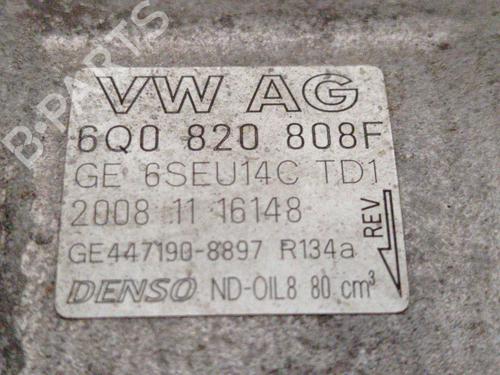 VW AG
6Q0 820 808F
GE 6SEU14C TD1
2008 11 16148
GE447190-8897 R134a
REV
DENSO ND-OIL8 80 cm³
B-PARTS